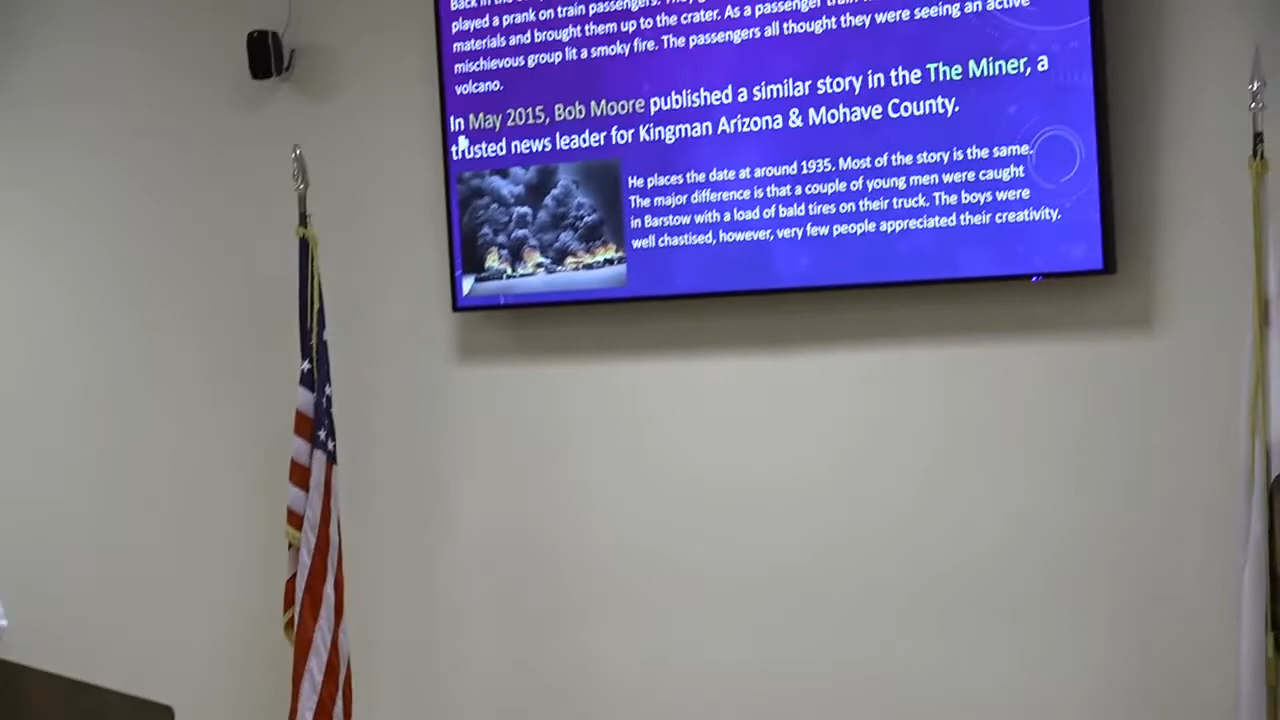 Back in the
played a prank on train passengers. They
materials and brought them up to the crater. As a passenger train
mischievous group lit a smoky fire. The passengers all thought they were seeing an active
volcano.
In May 2015, Bob Moore published a similar story in the The Miner, a
trusted news leader for Kingman Arizona & Mohave County.
He places the date at around 1935. Most of the story is the same.
The major difference is that a couple of young men were caught
in Barstow with a load of bald tires on their truck. The boys were
well chastised, however, very few people appreciated their creativity.